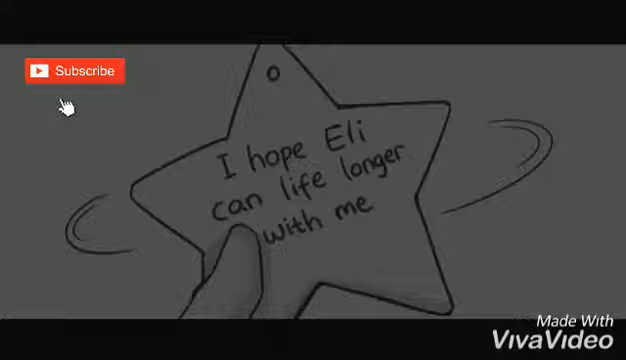 Subscribe
I hope Eli
can life longer
with me
Made With
VivaVideo